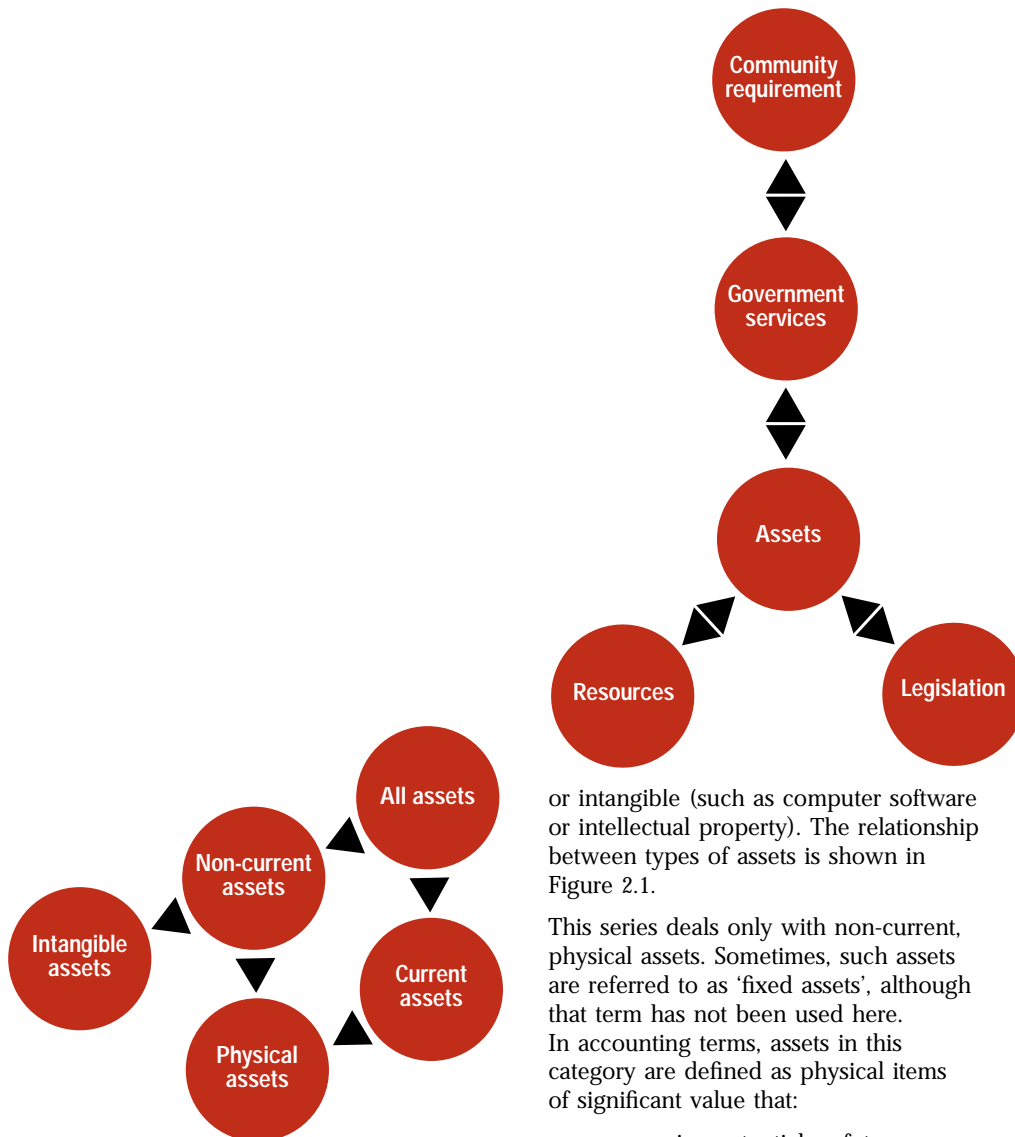 Community
requirement
Government
services
Assets
Resources
Legislation
All assets
Non-current
assets
Intangible
assets
Current
assets
Physical
assets
or intangible (such as computer software
or intellectual property). The relationship
between types of assets is shown in
Figure 2.1.
This series deals only with non-current,
physical assets. Sometimes, such assets
are referred to as ‘fixed assets’, although
that term has not been used here.
In accounting terms, assets in this
category are defined as physical items
of significant value that: